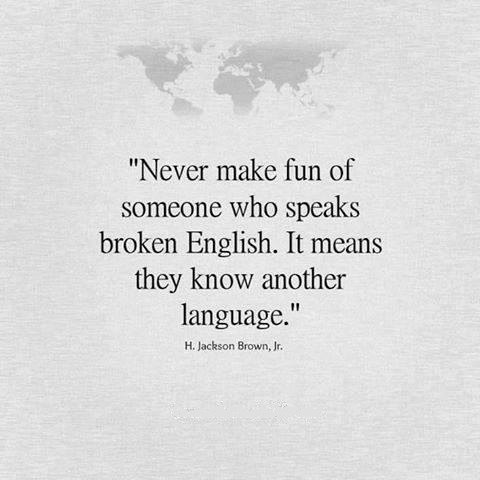 "Never make fun of
someone who speaks
broken English. It means
they know another
language."
H. Jackson Brown, Jr.